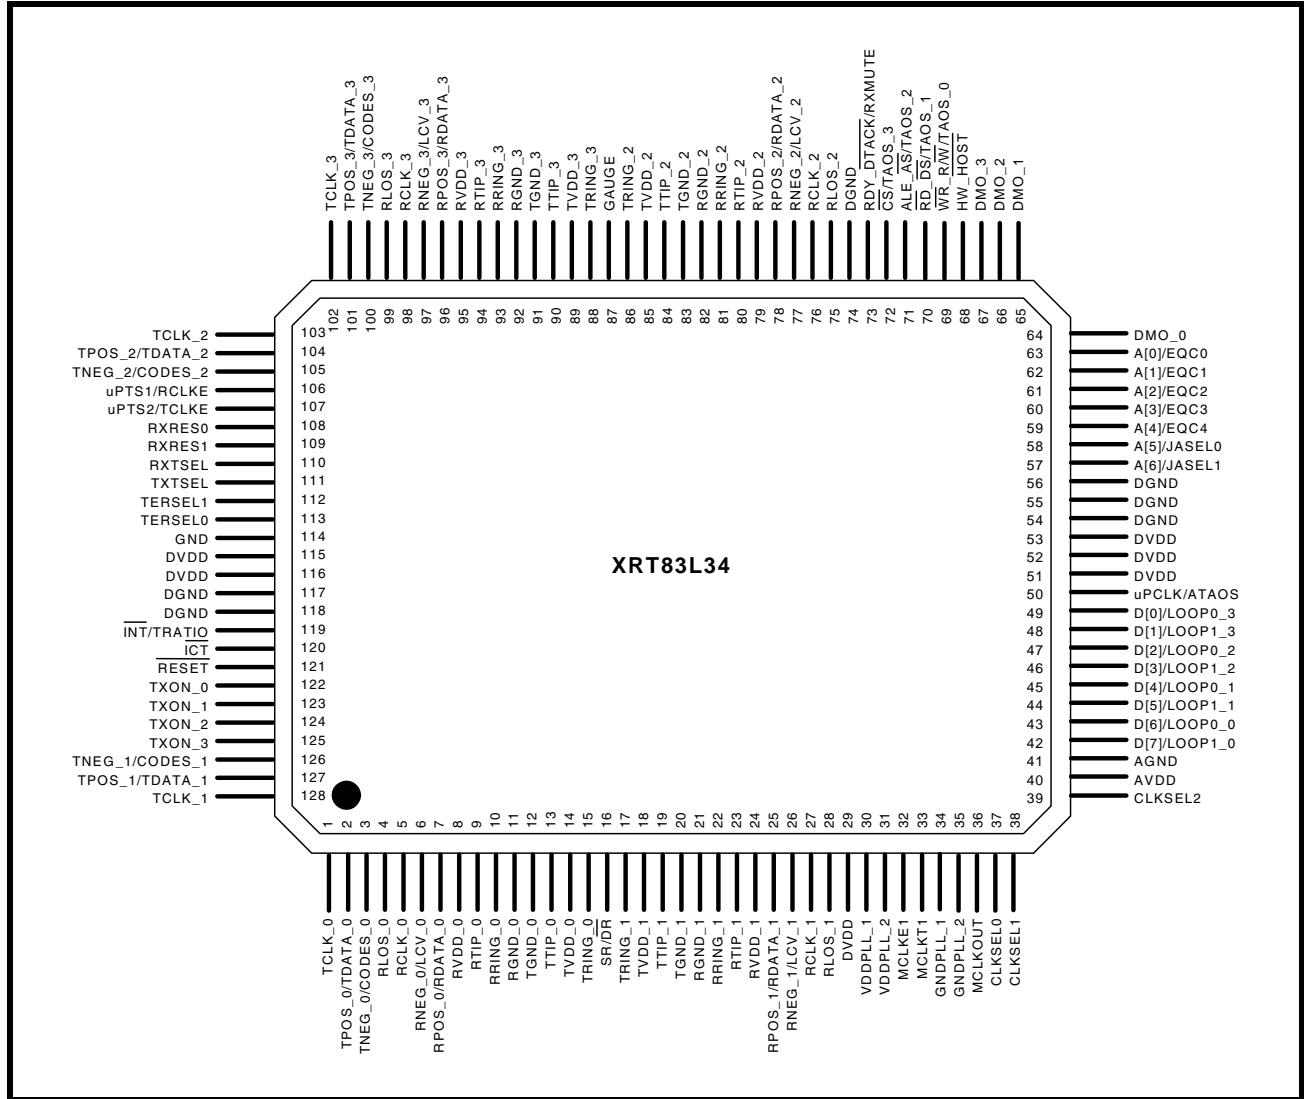 TCLK_3
TPOS_3/TDATA_3
TNEG_3/CODES_3
RLOS_3
RCLK_3
RNEG_3/LCV_3
RPOS_3/RDATA_3
RVDD_3
RTIP_3
RRING_3
RGND_3
TGND_3
TTIP_3
TVDD_3
TRING_3
GAUGE
TRING_2
TVDD_2
TTIP_2
TGND_2
RGND_2
RRING_2
RTIP_2
RVDD_2
RPOS_2/RDATA_2
RNEG_2/LCV_2
RCLK_2
RLOS_2
DGND
RDY_DTACK/RXMUTE
CS/TAOS_3
ALE_AS/TAOS_2
RD_DS/TAOS_1
WR_R/W/TAOS_0
HW_HOST
DMO_3
DMO_2
DMO_1
102
101
100
99
98
97
96
95
94
93
92
91
90
89
88
87
86
85
84
83
82
81
80
79
78
77
76
75
74
73
72
71
70
69
68
67
66
65
TCLK_2 103
TPOS_2/TDATA_2 104
TNEG_2/CODES_2 105
uPTS1/RCLKE 106
uPTS2/TCLKE 107
RXRES0 108
RXRES1 109
RXTSEL 110
TXTSEL 111
TERSEL1 112
TERSEL0 113
GND 114
DVDD 115
DVDD 116
DGND 117
DGND 118
INT/TRATIO 119
ICT 120
RESET 121
TXON_0 122
TXON_1 123
TXON_2 124
TXON_3 125
TNEG_1/CODES_1 126
TPOS_1/TDATA_1 127
TCLK_1 128
XRT83L34
64 DMO_0
63 A[0]/EQC0
62 A[1]/EQC1
61 A[2]/EQC2
60 A[3]/EQC3
59 A[4]/EQC4
58 A[5]/JASEL0
57 A[6]/JASEL1
56 DGND
55 DGND
54 DGND
53 DVDD
52 DVDD
51 DVDD
50 uPCLK/ATAOS
49 D[0]/LOOP0_3
48 D[1]/LOOP1_3
47 D[2]/LOOP0_2
46 D[3]/LOOP1_2
45 D[4]/LOOP0_1
44 D[5]/LOOP1_1
43 D[6]/LOOP0_0
42 D[7]/LOOP1_0
41 AGND
40 AVDD
39 CLKSEL2
1
2
3
4
5
6
7
8
9
10
11
12
13
14
15
16
17
18
19
20
21
22
23
24
25
26
27
28
29
30
31
32
33
34
35
36
37
38
TCLK_0
TPOS_0/TDATA_0
TNEG_0/CODES_0
RLOS_0
RCLK_0
RNEG_0/LCV_0
RPOS_0/RDATA_0
RVDD_0
RTIP_0
RRING_0
RGND_0
TGND_0
TTIP_0
TVDD_0
TRING_0
SR/DR
TRING_1
TVDD_1
TTIP_1
TGND_1
RGND_1
RRING_1
RTIP_1
RVDD_1
RPOS_1/RDATA_1
RNEG_1/LCV_1
RCLK_1
RLOS_1
DVDD
VDDPLL_1
VDDPLL_2
MCLKE1
MCLKT1
GNDPLL_1
GNDPLL_2
MCLKOUT
CLKSEL0
CLKSEL1